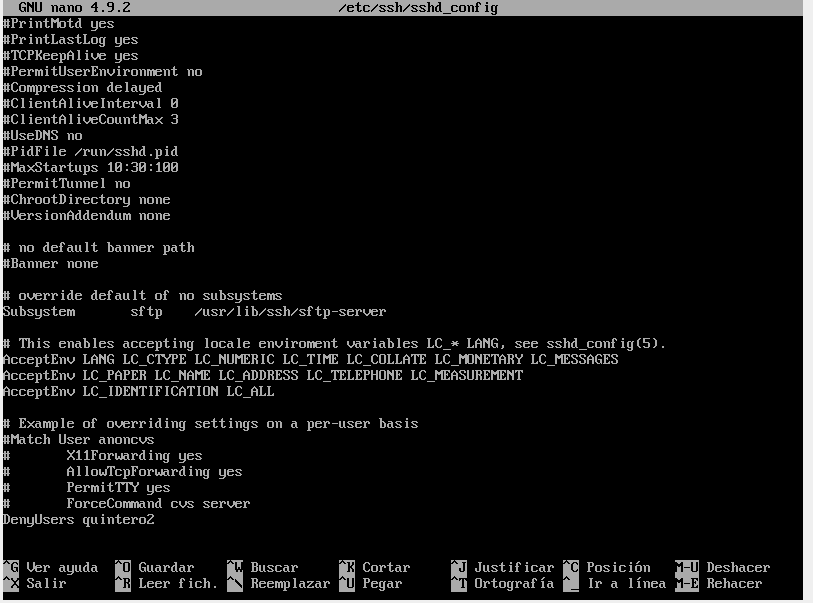 GNU nano 4.9.2 /etc/ssh/sshd_config
#PrintMotd yes
#PrintLastLog yes
#TCPKeepAlive yes
#PermitUserEnvironment no
#Compression delayed
#ClientAliveInterval 0
#ClientAliveCountMax 3
#UseDNS no
#PidFile /run/sshd.pid
#MaxStartups 10:30:100
#PermitTunnel no
#ChrootDirectory none
#VersionAddendum none
# no default banner path
#Banner none
# override default of no subsystems
Subsystem sftp /usr/lib/ssh/sftp-server
# This enables accepting locale enviroment variables LC_* LANG, see sshd_config(5).
AcceptEnv LANG LC_CTYPE LC_NUMERIC LC_TIME LC_COLLATE LC_MONETARY LC_MESSAGES
AcceptEnv LC_PAPER LC_NAME LC_ADDRESS LC_TELEPHONE LC_MEASUREMENT
AcceptEnv LC_IDENTIFICATION LC_ALL
# Example of overriding settings on a per-user basis
#Match User anoncvs
# X11Forwarding yes
# AllowTcpForwarding yes
# PermitTTY yes
# ForceCommand cvs server
DenyUsers quintero2
^G Ver ayuda ^O Guardar ^W Buscar ^K Cortar ^J Justificar ^C Posición M-U Deshacer
^X Salir ^R Leer fich. ^\ Reemplazar ^U Pegar ^T Ortografía ^_ Ir a línea M-E Rehacer